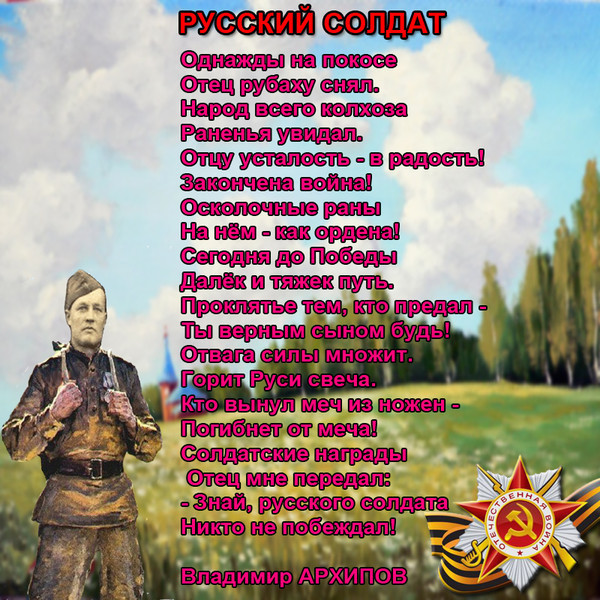 РУССКИЙ СОЛДАТ
Однажды на покосе
Отец рубаху снял.
Народ всего колхоза
Раненья увидал.
Отцу усталость - в радость!
Закончена война!
Осколочные раны
На нём - как ордена!
Сегодня до Победы
Далёк и тяжек путь.
Проклятье тем, кто предал -
Ты верным сыном будь!
Отвага силы множит.
Горит Руси свеча.
Кто вынул меч из ножен -
Погибнет от меча!
Солдатские награды
Отец мне передал:
- Знай, русского солдата
Никто не побеждал!
Владимир АРХИПОВ
ОТЕЧЕСТВЕННАЯ ВОЙНА